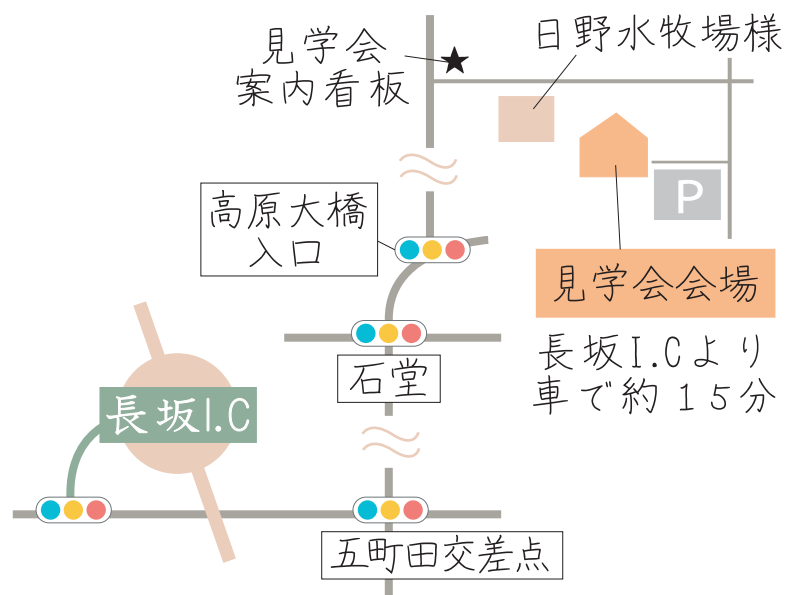 見学会
案内看板
日野水牧場様
高原大橋
入口
P
見学会会場
長坂I.Cより
車で約15分
石堂
長坂I.C
五町田交差点